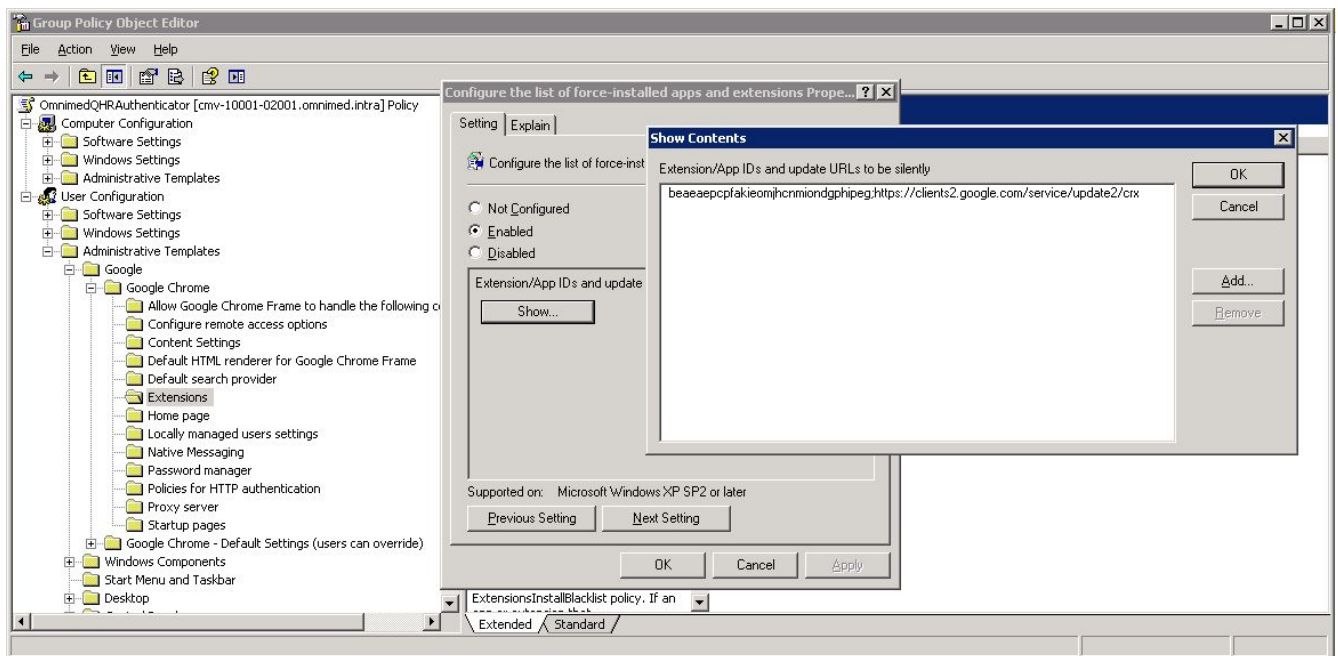 Group Policy Object Editor
File Action View Help
OmnimedQHRAuthenticator [cmv-10001-02001.omnimed.intra] Policy
Computer Configuration
Software Settings
Windows Settings
Administrative Templates
User Configuration
Software Settings
Windows Settings
Administrative Templates
Google
Google Chrome
Allow Google Chrome Frame to handle the following c
Configure remote access options
Content Settings
Default HTML renderer for Google Chrome Frame
Default search provider
Extensions
Home page
Locally managed users settings
Native Messaging
Password manager
Policies for HTTP authentication
Proxy server
Startup pages
Google Chrome - Default Settings (users can override)
Windows Components
Start Menu and Taskbar
Desktop
Configure the list of force-installed apps and extensions Prope... ?
Setting Explain
Configure the list of force-inst
Not Configured
Enabled
Disabled
Extension/App IDs and update
Show...
Supported on: Microsoft Windows XP SP2 or later
Previous Setting Next Setting
OK Cancel Apply
Show Contents
Extension/App IDs and update URLs to be silently
beaeaepcpfakieomjhcnmiondgphipeg;https://clients2.google.com/service/update2/crx
OK
Cancel
Add...
Remove
ExtensionsInstallBlacklist policy. If an
Extended Standard